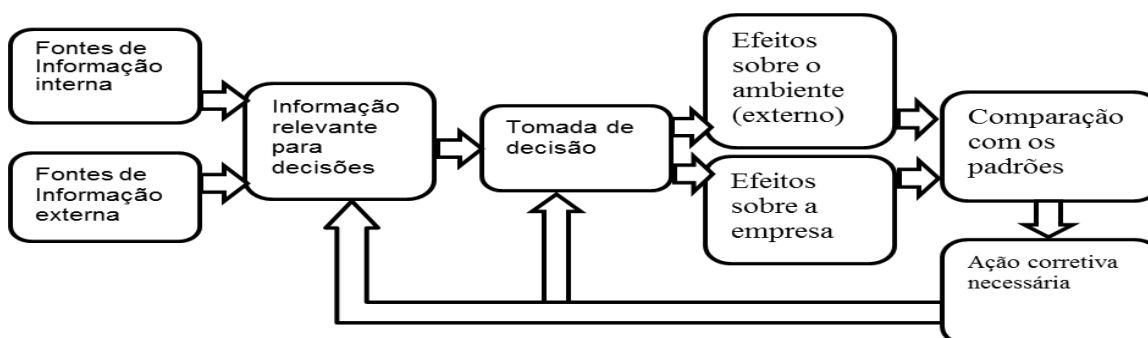 Fontes de
Informação
interna
Fontes de
Informação
externa
Informação
relevante
para
decisões
Tomada de
decisão
Efeitos
sobre o
ambiente
(externo)
Efeitos
sobre a
empresa
Comparação
com os
padrões
Ação corretiva
necessária